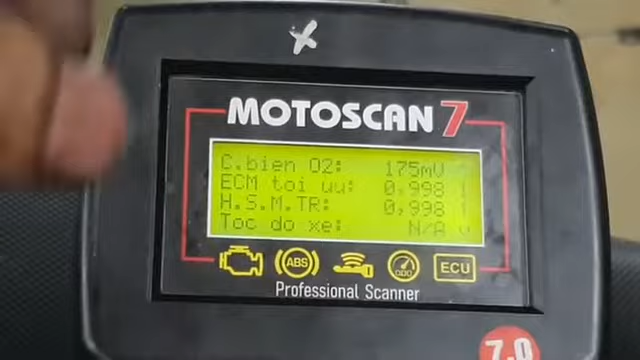 MOTOSCAN 7
C.bien O2: 175mV
ECM toi uu: 0,998
H.S.M.TR: 0,998
Toc do xe: N/A
ABS
ECU
Professional Scanner
7.0